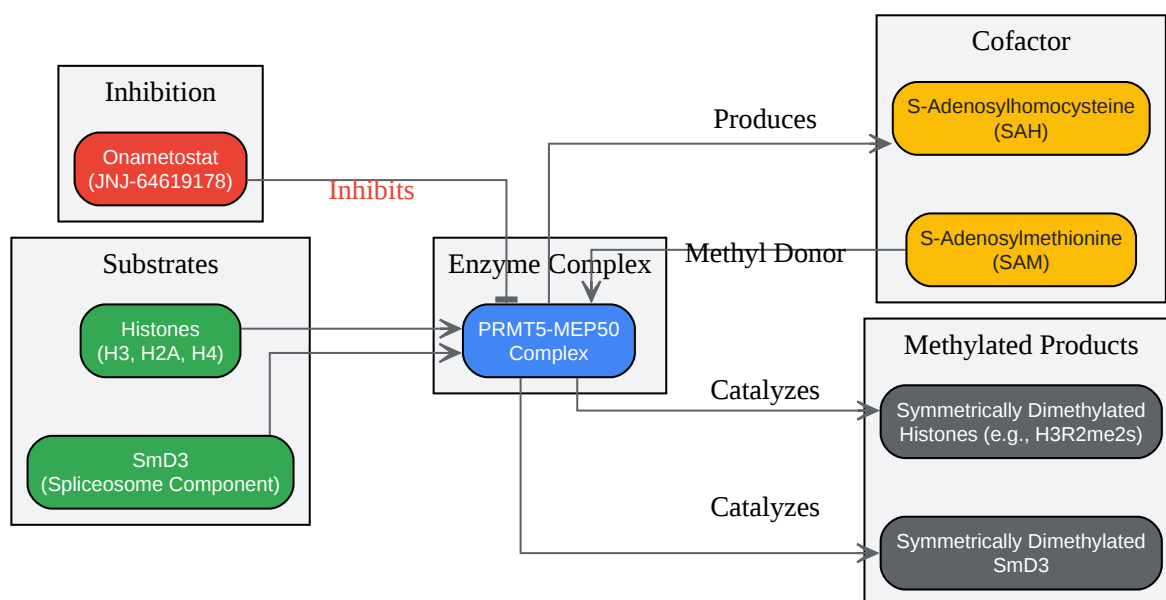 Inhibition
Onametostat
(JNJ-64619178)
Inhibits
Substrates
Histones
(H3, H2A, H4)
SmD3
(Spliceosome Component)
Enzyme Complex
PRMT5-MEP50
Complex
Produces
Methyl Donor
Catalyzes
Catalyzes
Cofactor
S-Adenosylhomocysteine
(SAH)
S-Adenosylmethionine
(SAM)
Methylated Products
Symmetrically Dimethylated
Histones (e.g., H3R2me2s)
Symmetrically Dimethylated
SmD3